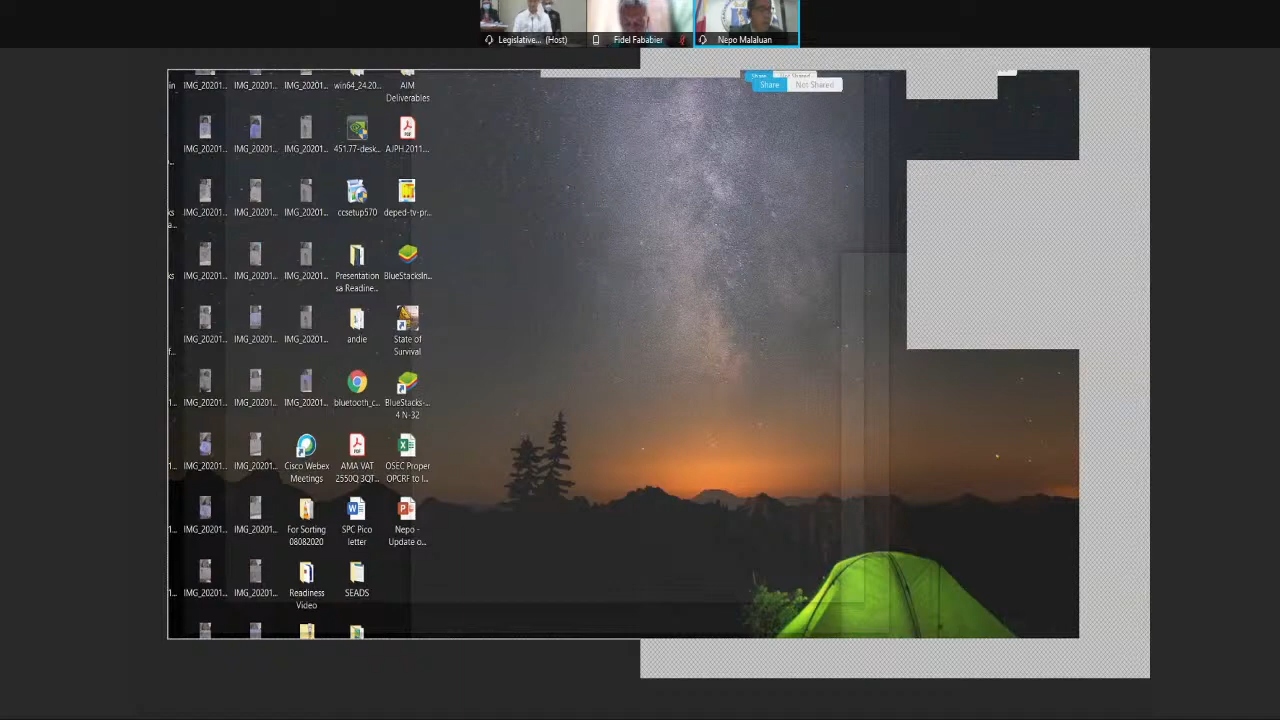 Legislative... (Host)
Fidel Fababier
Nepo Malaluan
Share
Not Shared
Share
Not Shared
IMG_20201...
IMG_20201...
IMG_20201...
win64_24.20...
AIM
Deliverables
IMG_20201...
IMG_20201...
IMG_20201...
451.77-desk...
AJPH.2011....
IMG_20201...
IMG_20201...
IMG_20201...
ccsetup570
deped-tv-pr...
IMG_20201...
IMG_20201...
IMG_20201...
Presentation
sa Readine...
BlueStacksIn...
IMG_20201...
IMG_20201...
IMG_20201...
andie
State of
Survival
IMG_20201...
IMG_20201...
IMG_20201...
bluetooth_c...
BlueStacks-...
4 N-32
IMG_20201...
IMG_20201...
Cisco Webex
Meetings
AMA VAT
2550Q 3QT...
OSEC Proper
OPCRF to I...
IMG_20201...
IMG_20201...
For Sorting
08082020
SPC Pico
letter
Nepo -
Update o...
IMG_20201...
IMG_20201...
Readiness
Video
SEADS